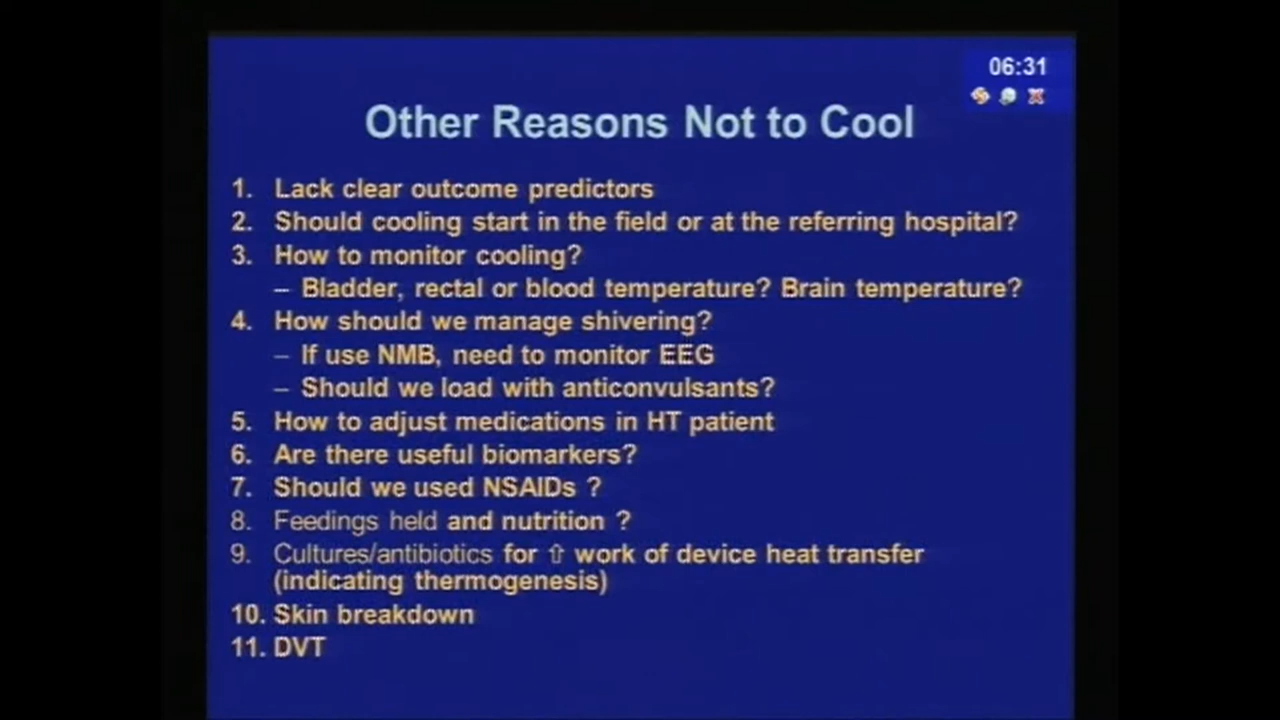 06:31
Other Reasons Not to Cool
1. Lack clear outcome predictors
2. Should cooling start in the field or at the referring hospital?
3. How to monitor cooling?
– Bladder, rectal or blood temperature? Brain temperature?
4. How should we manage shivering?
– If use NMB, need to monitor EEG
– Should we load with anticonvulsants?
5. How to adjust medications in HT patient
6. Are there useful biomarkers?
7. Should we used NSAIDs ?
8. Feedings held and nutrition ?
9. Cultures/antibiotics for ⇧ work of device heat transfer
(indicating thermogenesis)
10. Skin breakdown
11. DVT